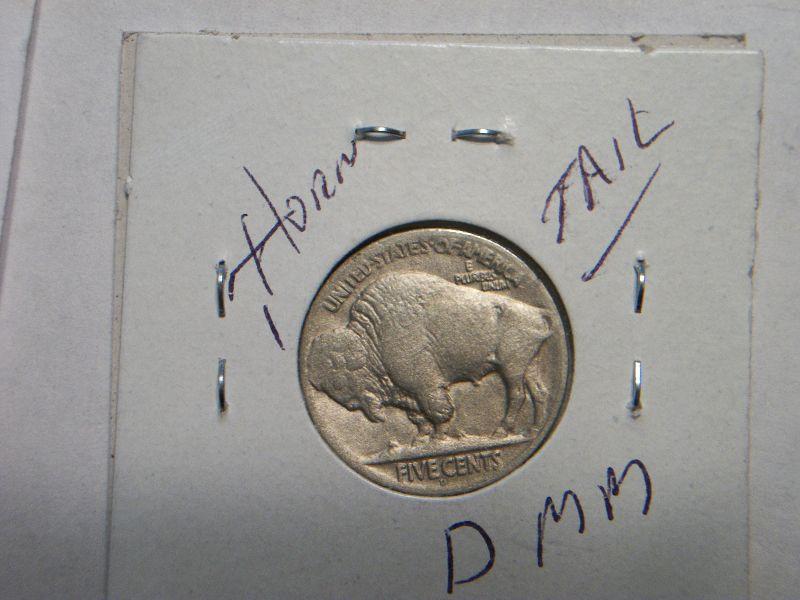 HORN
TAIL
UNITED STATES OF AMERICA
E
PLURIBUS
UNUM
FIVE CENTS
D
D MM